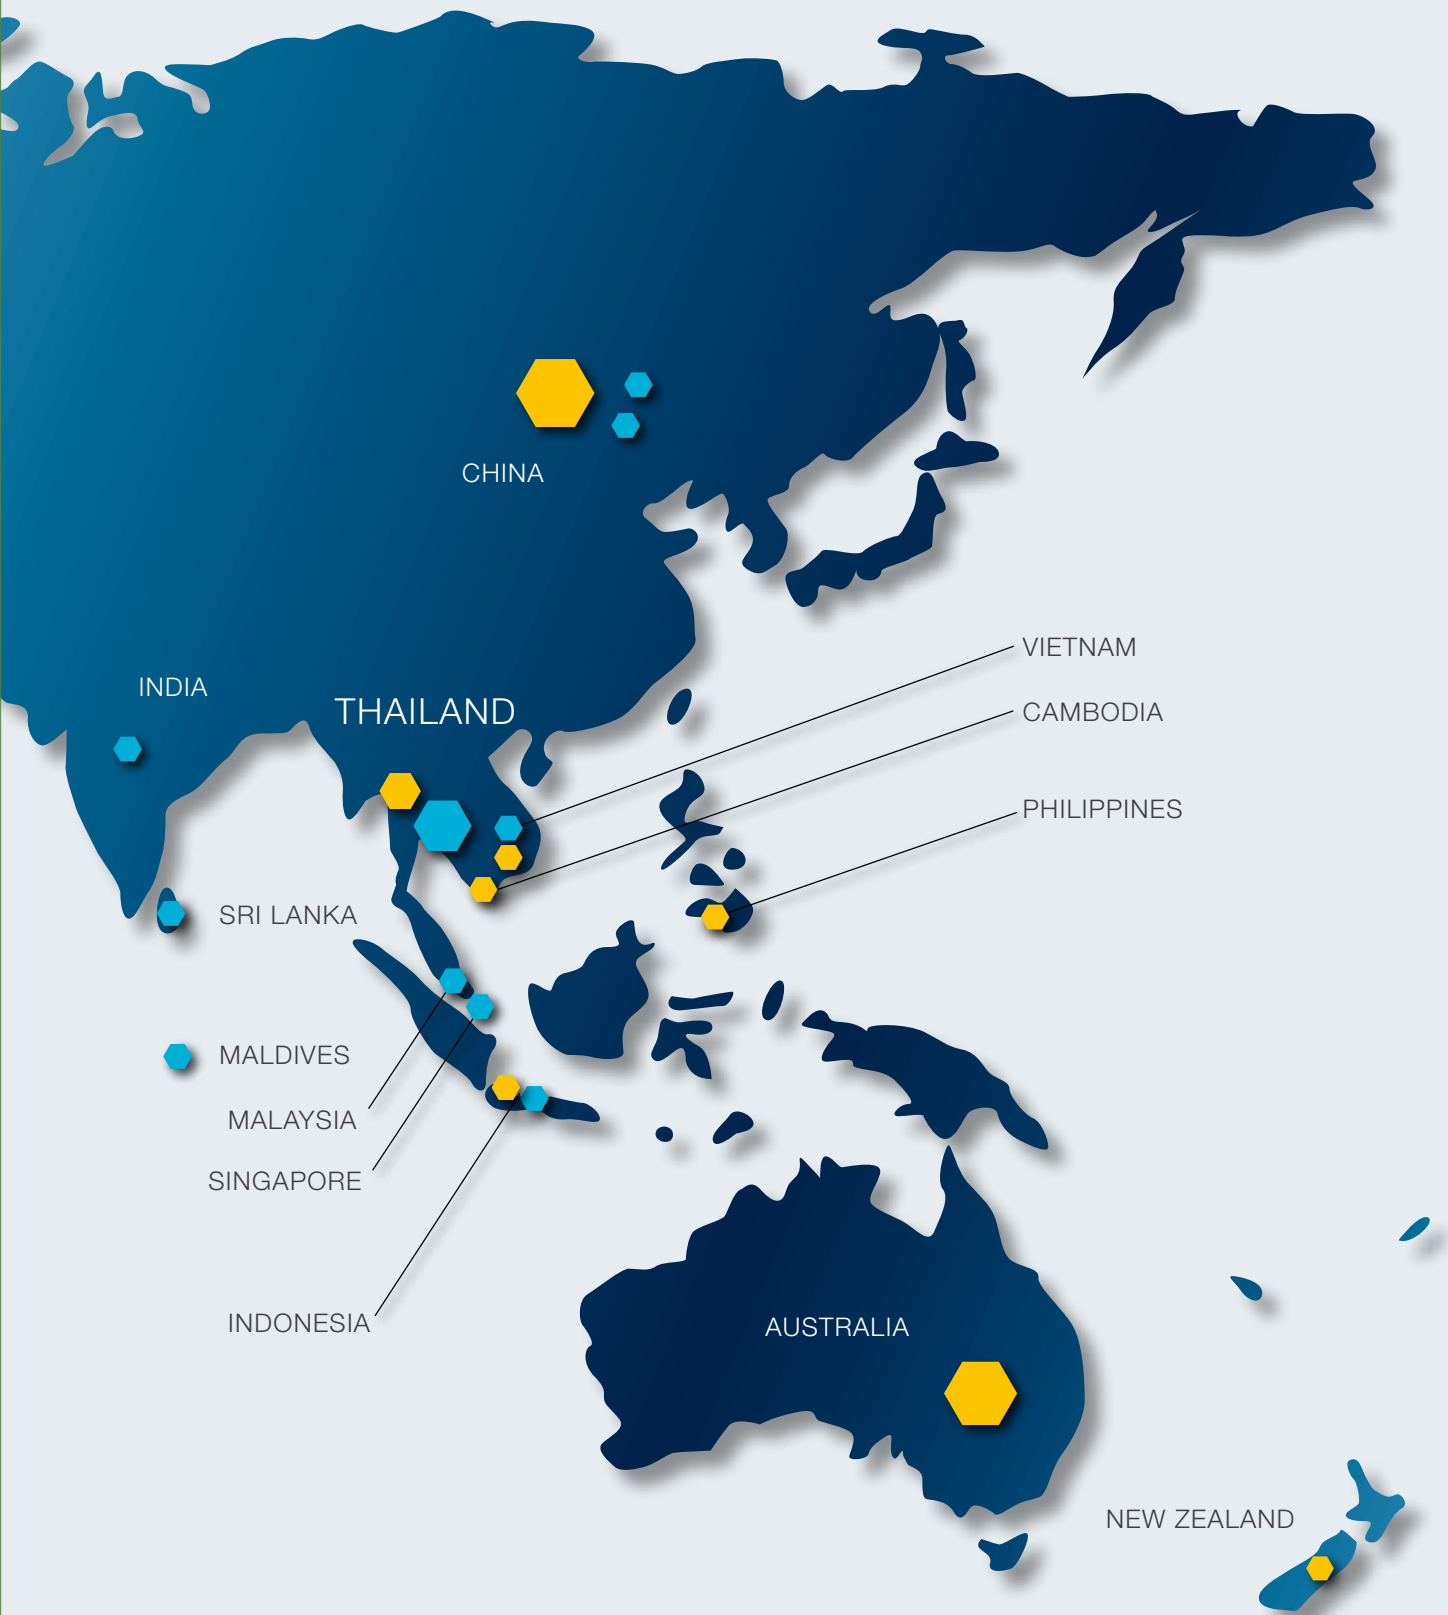 CHINA
VIETNAM
INDIA
THAILAND
CAMBODIA
PHILIPPINES
SRI LANKA
MALDIVES
MALAYSIA
SINGAPORE
INDONESIA
AUSTRALIA
NEW ZEALAND